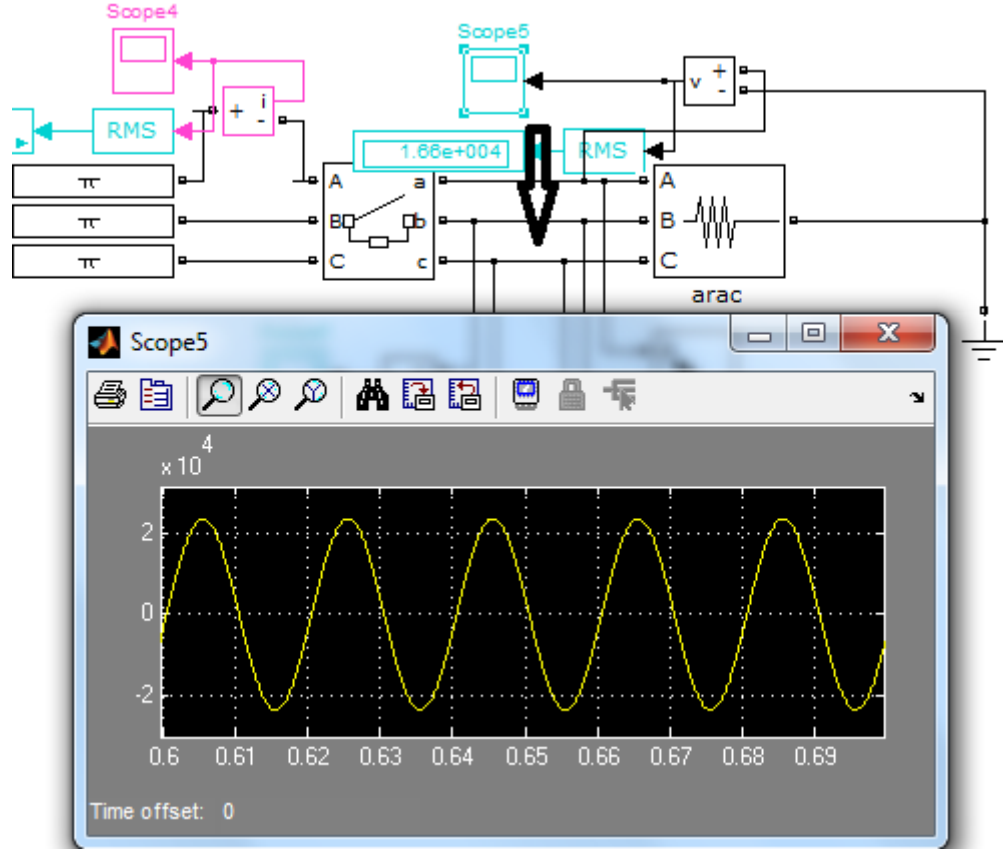 Scope4
Scope5
i
+
-
v
+
-
RMS
1.66e+004
RMS
π
A
a
A
π
B
b
B
π
C
c
C
arac
Scope5
x 10
4
2
0
-2
0.6 0.61 0.62 0.63 0.64 0.65 0.66 0.67 0.68 0.69
Time offset: 0